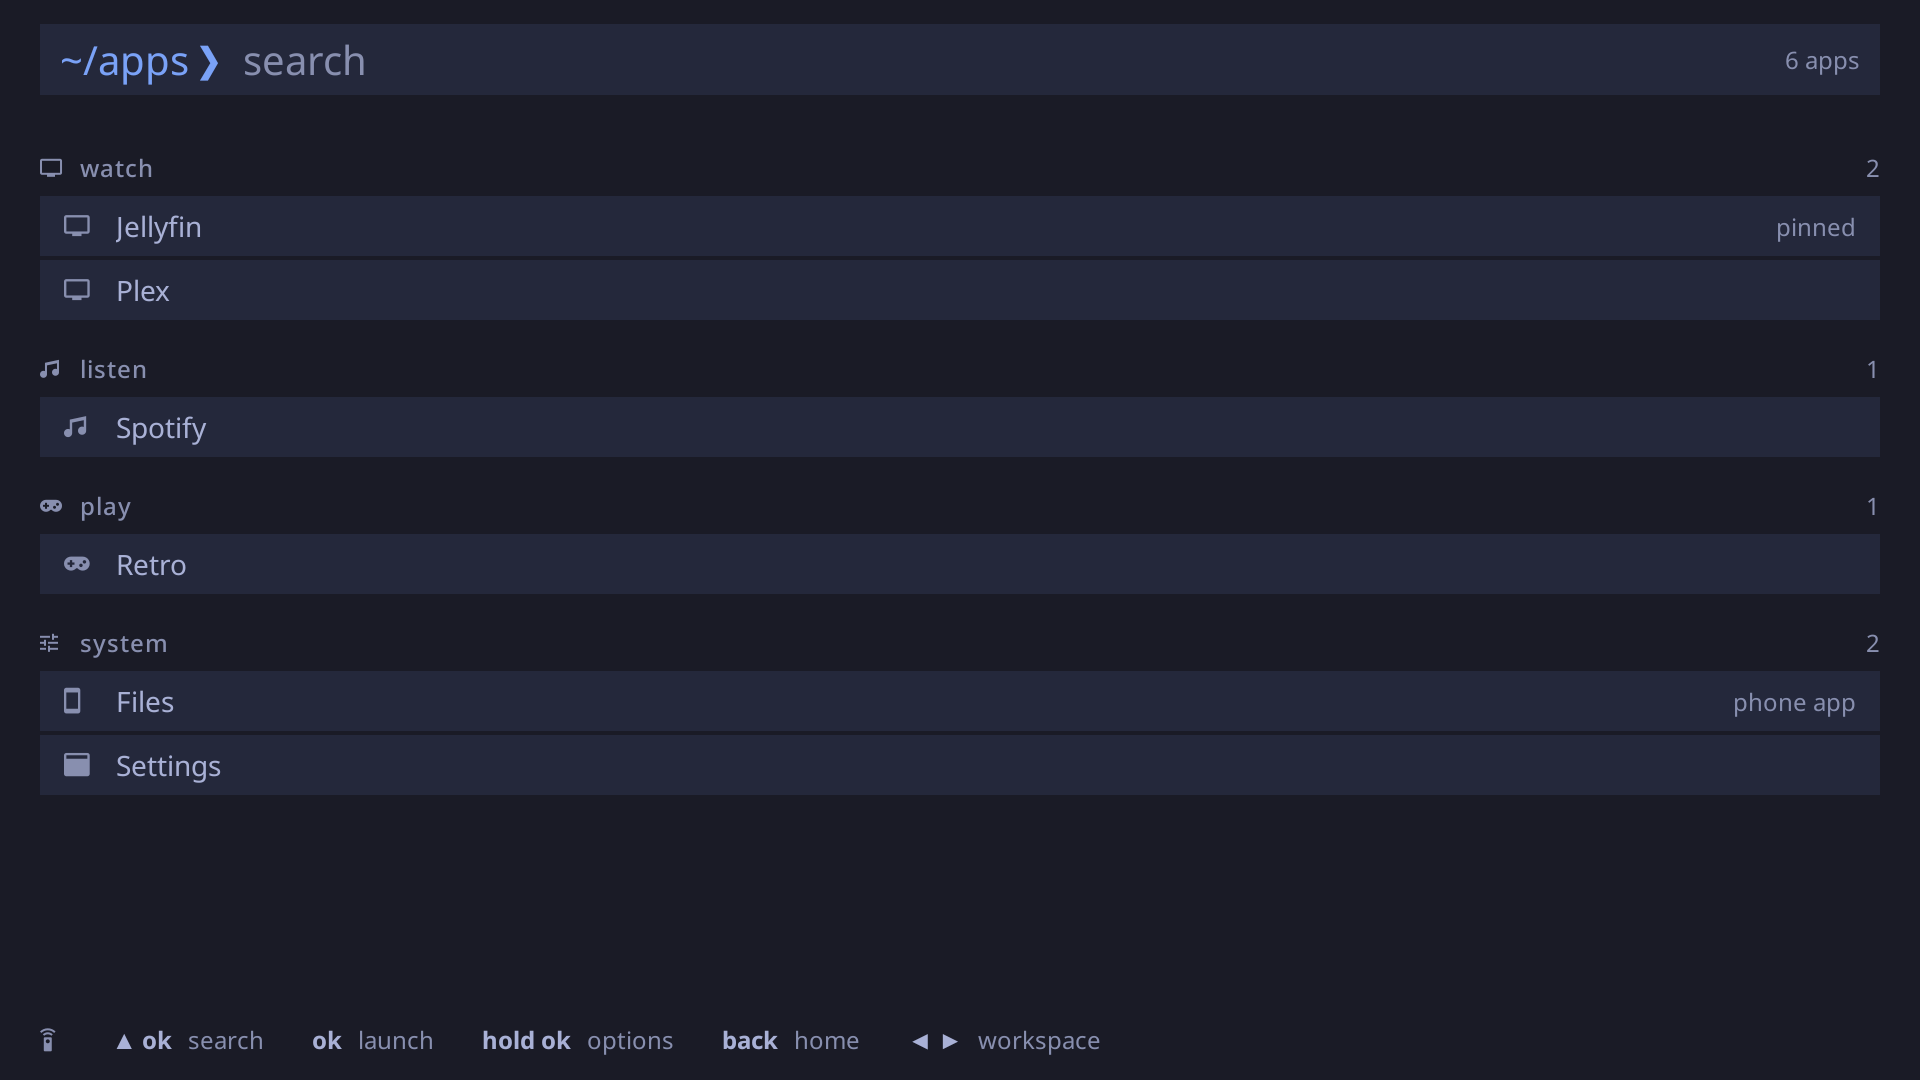 ~/apps ❯ search 6 apps
watch 2
Jellyfin pinned
Plex
listen 1
Spotify
play 1
Retro
system 2
Files phone app
Settings
▲ ok search ok launch hold ok options back home ◀ ▶ workspace